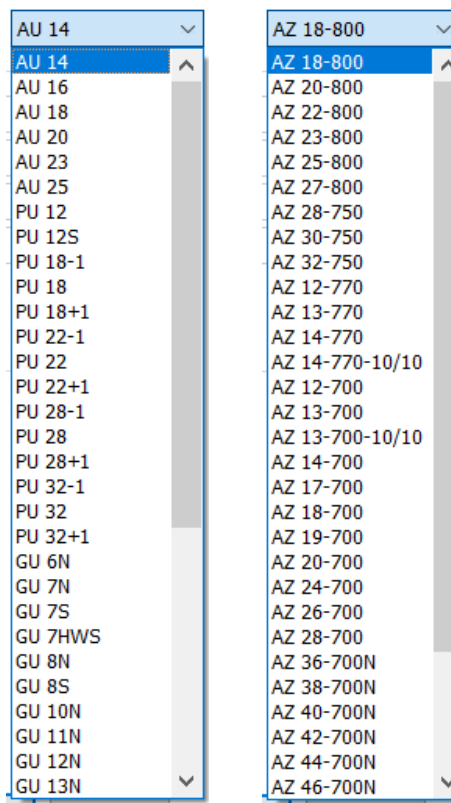 AU 14
AU 14
AU 16
AU 18
AU 20
AU 23
AU 25
PU 12
PU 12S
PU 18-1
PU 18
PU 18+1
PU 22-1
PU 22
PU 22+1
PU 28-1
PU 28
PU 28+1
PU 32-1
PU 32
PU 32+1
GU 6N
GU 7N
GU 7S
GU 7HWS
GU 8N
GU 8S
GU 10N
GU 11N
GU 12N
GU 13N
AZ 18-800
AZ 18-800
AZ 20-800
AZ 22-800
AZ 23-800
AZ 25-800
AZ 27-800
AZ 28-750
AZ 30-750
AZ 32-750
AZ 12-770
AZ 13-770
AZ 14-770
AZ 14-770-10/10
AZ 12-700
AZ 13-700
AZ 13-700-10/10
AZ 14-700
AZ 17-700
AZ 18-700
AZ 19-700
AZ 20-700
AZ 24-700
AZ 26-700
AZ 28-700
AZ 36-700N
AZ 38-700N
AZ 40-700N
AZ 42-700N
AZ 44-700N
AZ 46-700N